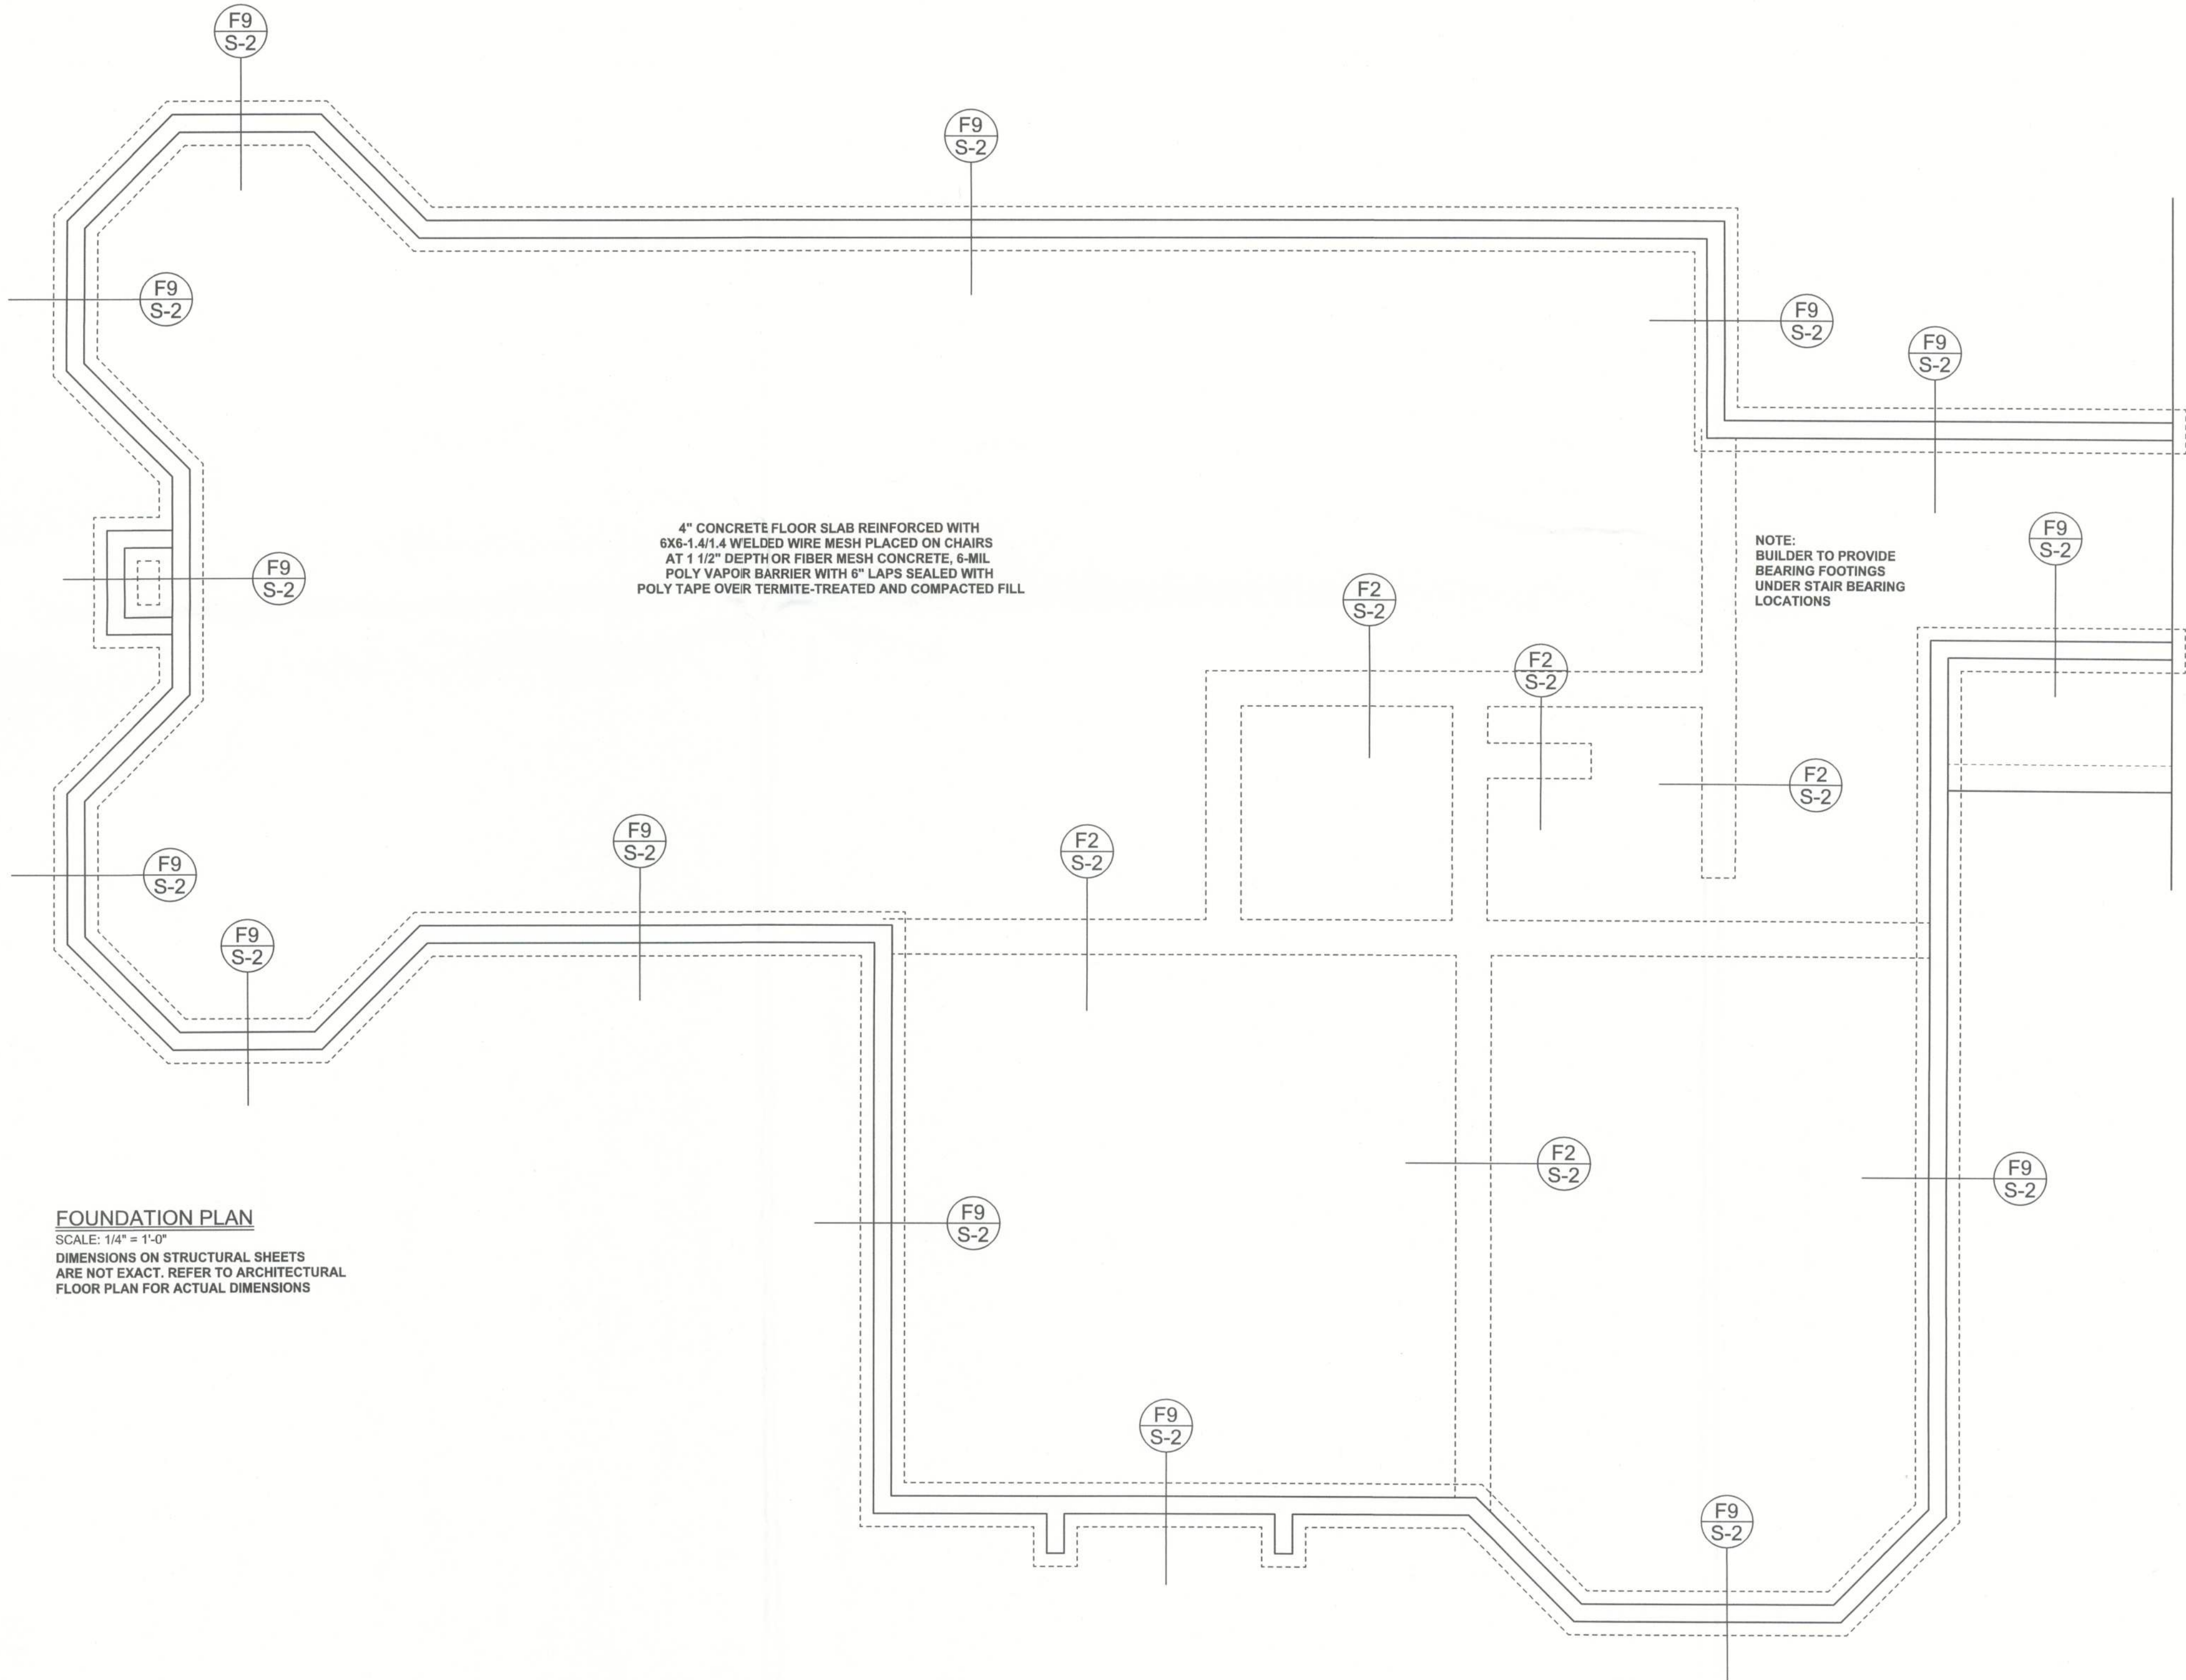 F9
S-2
F9
S-2
F9
S-2
F9
S-2
F9
S-2
4" CONCRETE FLOOR SLAB REINFORCED WITH
6X6-1.4/1.4 WELDED WIRE MESH PLACED ON CHAIRS
AT 1 1/2" DEPTH OR FIBER MESH CONCRETE, 6-MIL
POLY VAPOR BARRIER WITH 6" LAPS SEALED WITH
POLY TAPE OVER TERMITE-TREATED AND COMPACTED FILL
NOTE:
BUILDER TO PROVIDE
BEARING FOOTINGS
UNDER STAIR BEARING
LOCATIONS
F9
S-2
F9
S-2
F2
S-2
F2
S-2
F2
S-2
F9
S-2
F2
S-2
F9
S-2
F9
S-2
F2
S-2
F9
S-2
F9
S-2
FOUNDATION PLAN
SCALE: 1/4" = 1'-0"
DIMENSIONS ON STRUCTURAL SHEETS
ARE NOT EXACT. REFER TO ARCHITECTURAL
FLOOR PLAN FOR ACTUAL DIMENSIONS
F9
S-2
F9
S-2